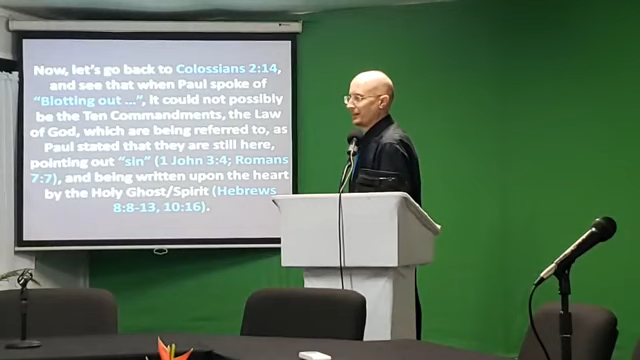 Now, let's go back to Colossians 2:14,
and see that when Paul spoke of
"Blotting out ...", it could not possibly
be the Ten Commandments, the Law
of God, which are being referred to, as
Paul stated that they are still here,
pointing out "sin" (1 John 3:4; Romans
7:7), and being written upon the heart
by the Holy Ghost/Spirit (Hebrews
8:8-13, 10:16).